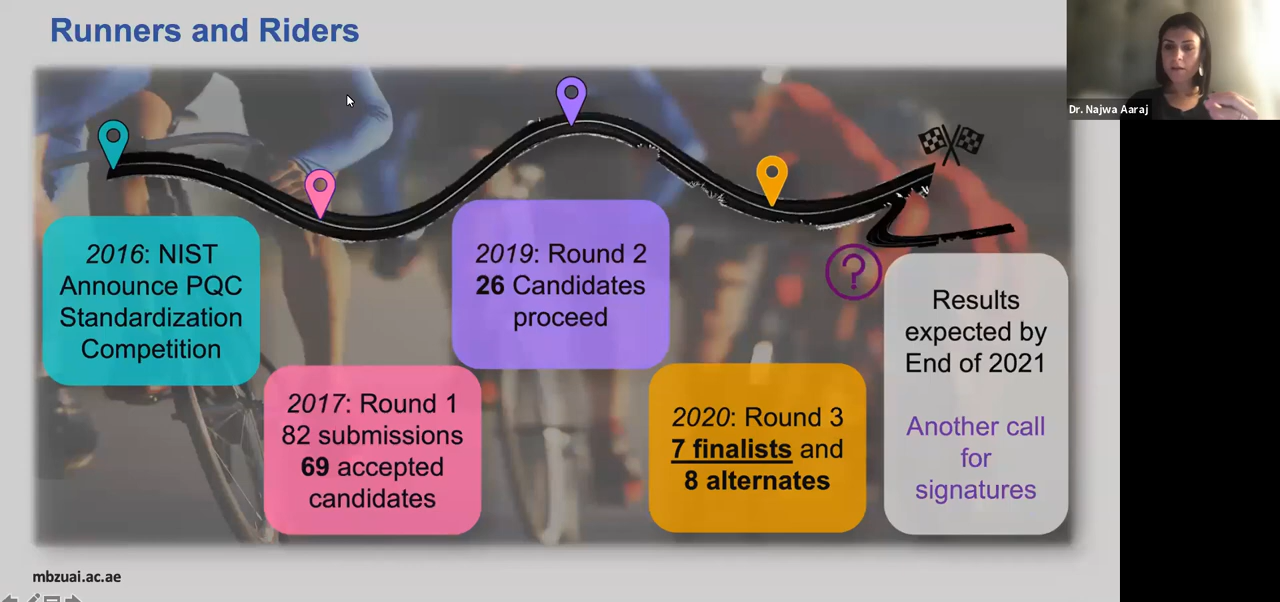 Runners and Riders
Dr. Najwa Aaraj
2016: NIST
Announce PQC
Standardization
Competition
2017: Round 1
82 submissions
69 accepted
candidates
2019: Round 2
26 Candidates
proceed
2020: Round 3
7 finalists and
8 alternates
?
Results
expected by
End of 2021
Another call
for
signatures
mbzuai.ac.ae